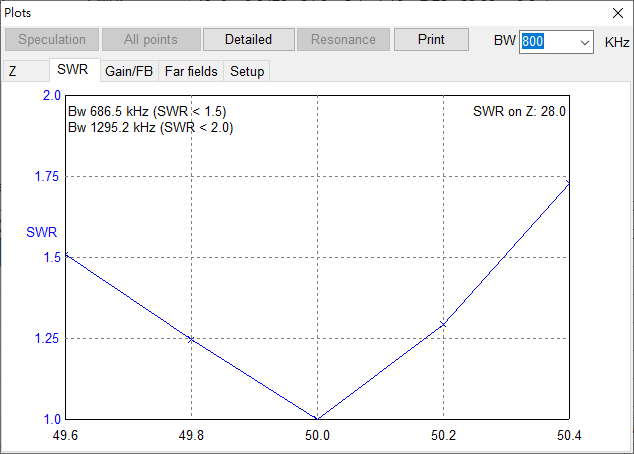 Plots
Speculation All points Detailed Resonance Print BW 800 KHz
Z SWR Gain/FB Far fields Setup
2.0
Bw 686.5 kHz (SWR < 1.5) SWR on Z: 28.0
Bw 1295.2 kHz (SWR < 2.0)
1.75
SWR
1.5
1.25
1.0
49.6 49.8 50.0 50.2 50.4